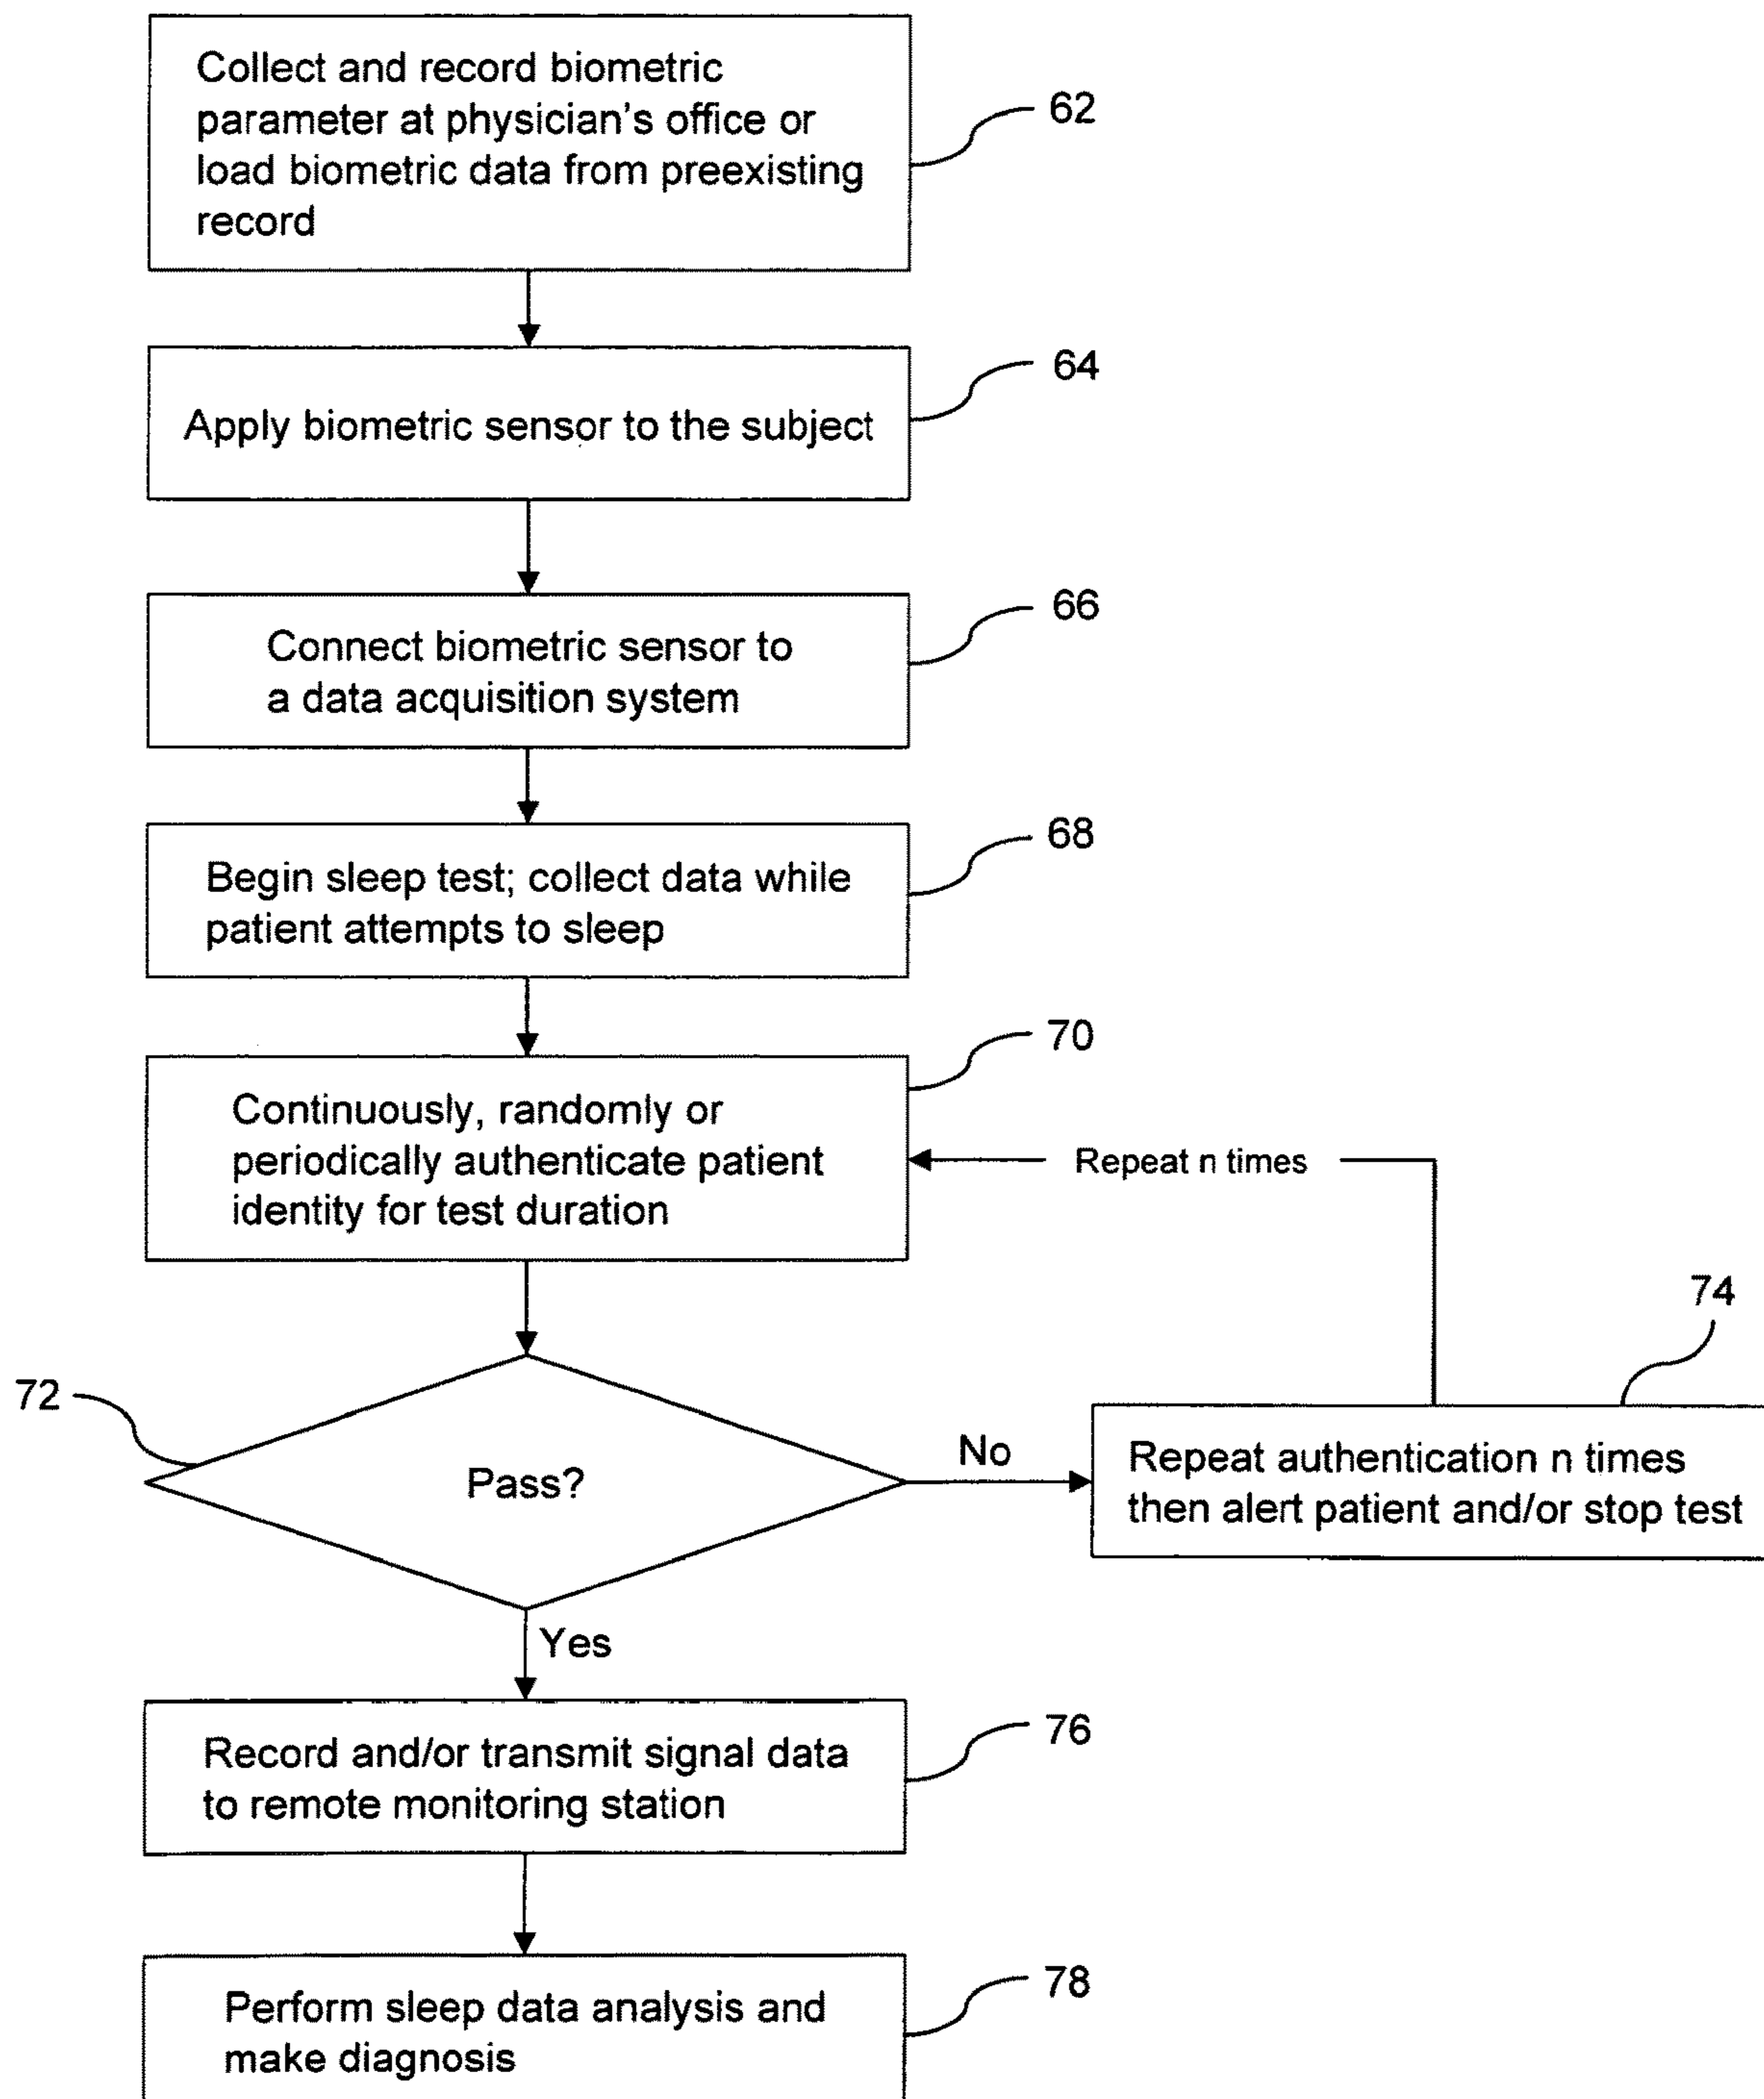 Collect and record biometric
parameter at physician's office or
load biometric data from preexisting
record
62
Apply biometric sensor to the subject
64
Connect biometric sensor to
a data acquisition system
66
Begin sleep test; collect data while
patient attempts to sleep
68
Continuously, randomly or
periodically authenticate patient
identity for test duration
70
Repeat n times
72
Pass?
No
74
Repeat authentication n times
then alert patient and/or stop test
Yes
Record and/or transmit signal data
to remote monitoring station
76
Perform sleep data analysis and
make diagnosis
78